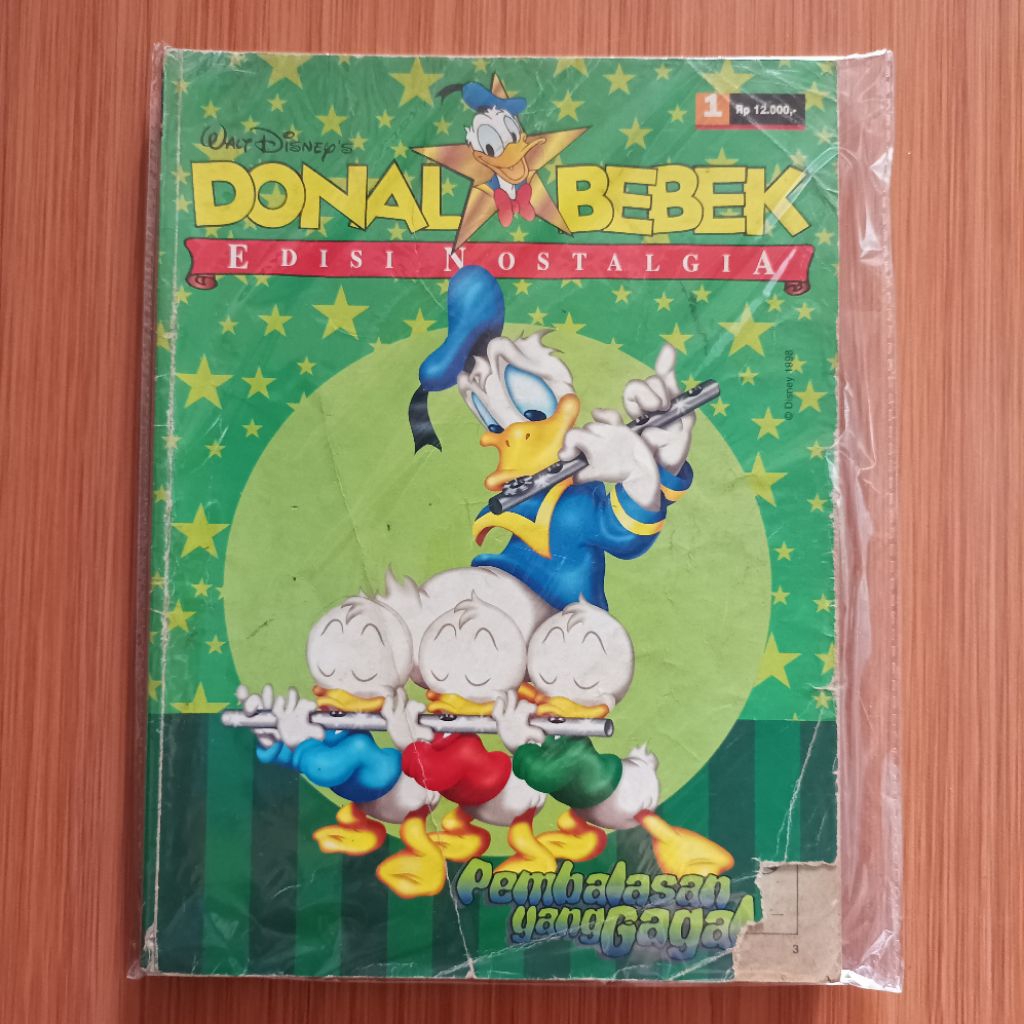 1 Rp 12.000,-
WALT DISNEY'S
DONAL BEBEK
EDISI NOSTALGIA
© Disney 1998
Pembalasan
yang Gagal
3